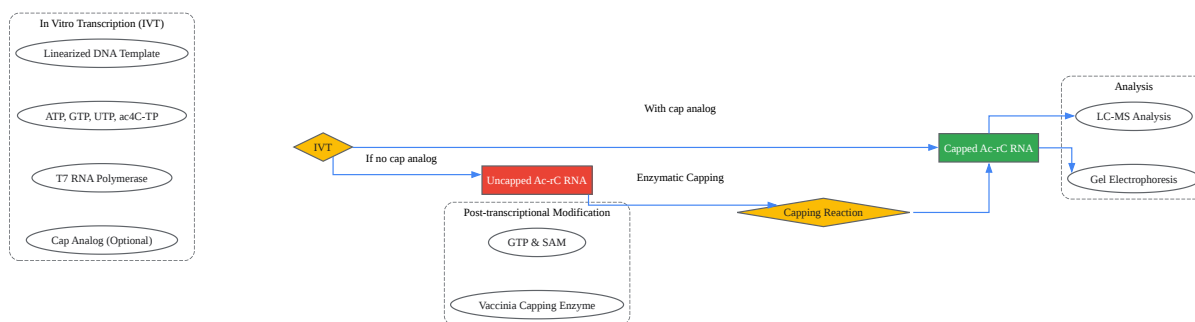 In Vitro Transcription (IVT)
Linearized DNA Template
ATP, GTP, UTP, ac4C-TP
T7 RNA Polymerase
Cap Analog (Optional)
IVT
With cap analog
If no cap analog
Uncapped Ac-rC RNA
Enzymatic Capping
Post-transcriptional Modification
GTP & SAM
Vaccinia Capping Enzyme
Capping Reaction
Capped Ac-rC RNA
Analysis
LC-MS Analysis
Gel Electrophoresis